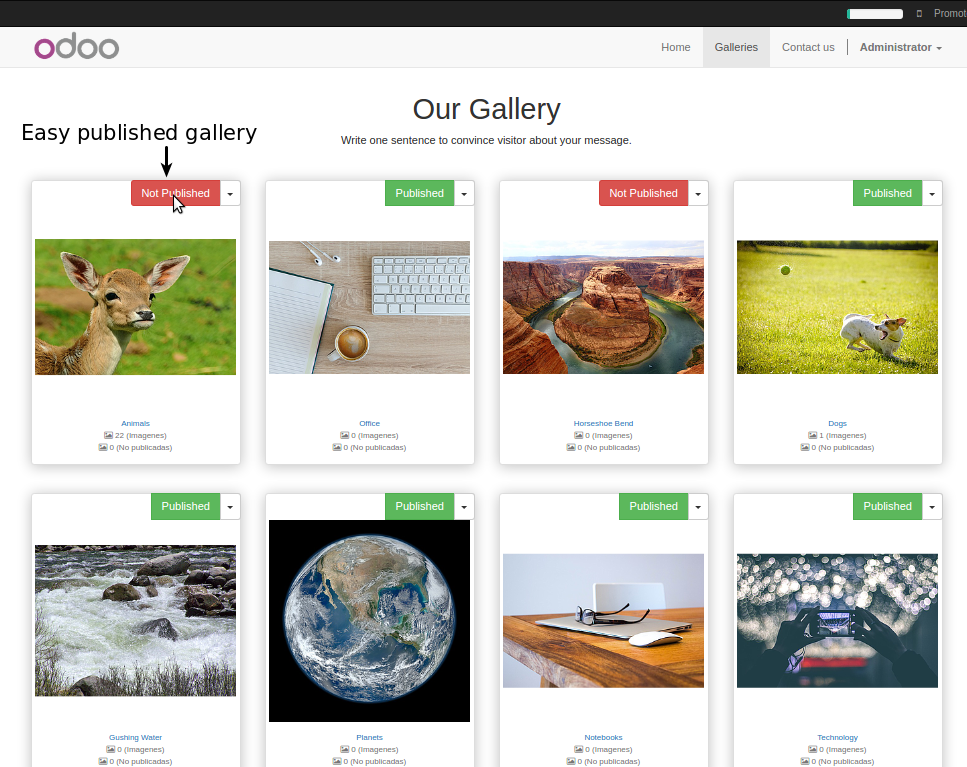 Promot
odoo
Home
Galleries
Contact us
Administrator
Our Gallery
Easy published gallery
Write one sentence to convince visitor about your message.
Not Published
Published
Not Published
Published
Animals
22 (Imagenes)
0 (No publicadas)
Office
0 (Imagenes)
0 (No publicadas)
Horseshoe Bend
0 (Imagenes)
0 (No publicadas)
Dogs
1 (Imagenes)
0 (No publicadas)
Published
Published
Published
Published
Gushing Water
0 (Imagenes)
0 (No publicadas)
Planets
0 (Imagenes)
0 (No publicadas)
Notebooks
0 (Imagenes)
0 (No publicadas)
Technology
0 (Imagenes)
0 (No publicadas)